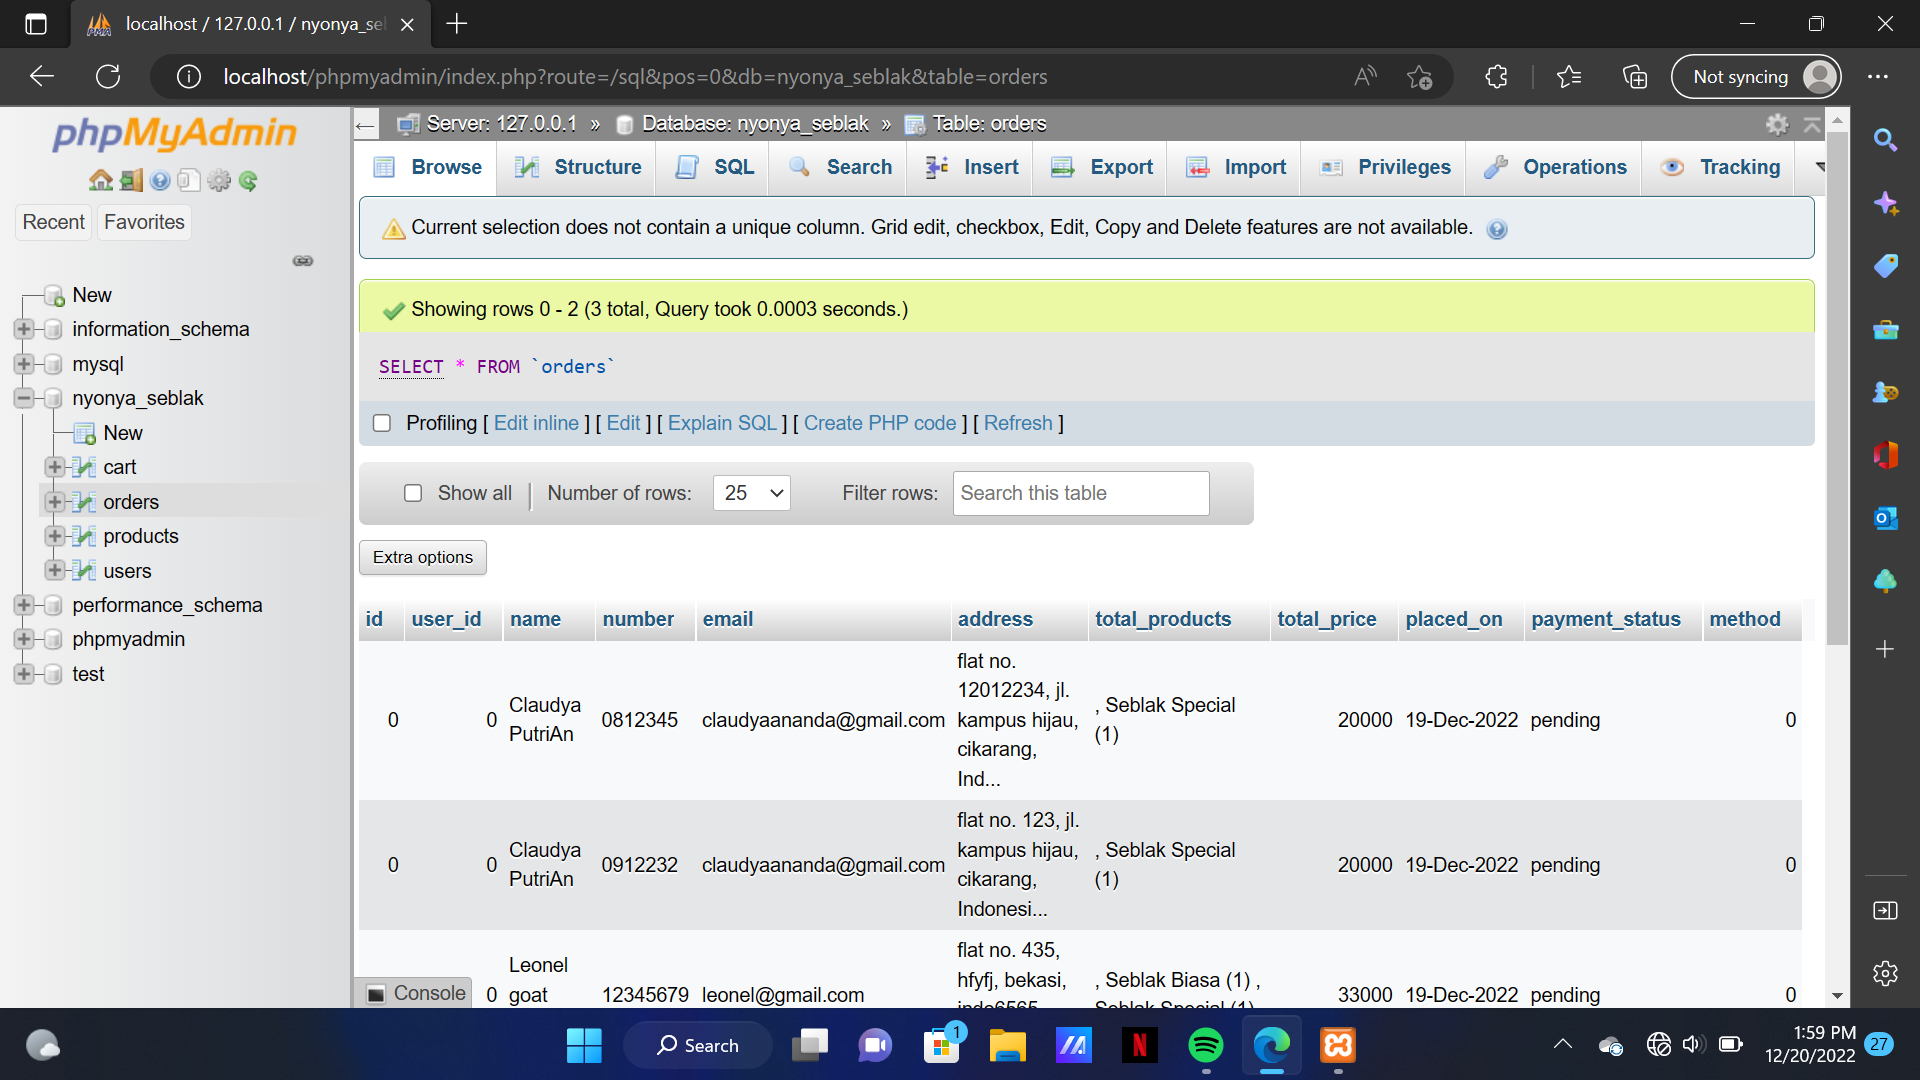 localhost / 127.0.0.1 / nyonya_se
localhost/phpmyadmin/index.php?route=/sql&pos=0&db=nyonya_seblak&table=orders
Not syncing
phpMyAdmin
Recent
Favorites
New
information_schema
mysql
nyonya_seblak
New
cart
orders
products
users
performance_schema
phpmyadmin
test
Server: 127.0.0.1 » Database: nyonya_seblak » Table: orders
Browse Structure SQL Search Insert Export Import Privileges Operations Tracking
Current selection does not contain a unique column. Grid edit, checkbox, Edit, Copy and Delete features are not available.
Showing rows 0 - 2 (3 total, Query took 0.0003 seconds.)
SELECT * FROM `orders`
Profiling [ Edit inline ] [ Edit ] [ Explain SQL ] [ Create PHP code ] [ Refresh ]
Show all | Number of rows: 25 Filter rows: Search this table
Extra options
id user_id name number email address total_products total_price placed_on payment_status method
flat no.
12012234, jl.
Claudya , Seblak Special
0 0 0812345 claudyaananda@gmail.com kampus hijau, 20000 19-Dec-2022 pending 0
PutriAn (1)
cikarang,
Ind...
flat no. 123, jl.
Claudya kampus hijau, , Seblak Special
0 0 0912232 claudyaananda@gmail.com 20000 19-Dec-2022 pending 0
PutriAn cikarang, (1)
Indonesi...
flat no. 435,
Leonel
hfyfj, bekasi, , Seblak Biasa (1) ,
0 goat 12345679 leonel@gmail.com 33000 19-Dec-2022 pending 0
Seblak Special (1)
Console
Search
1
1:59 PM
12/20/2022
27